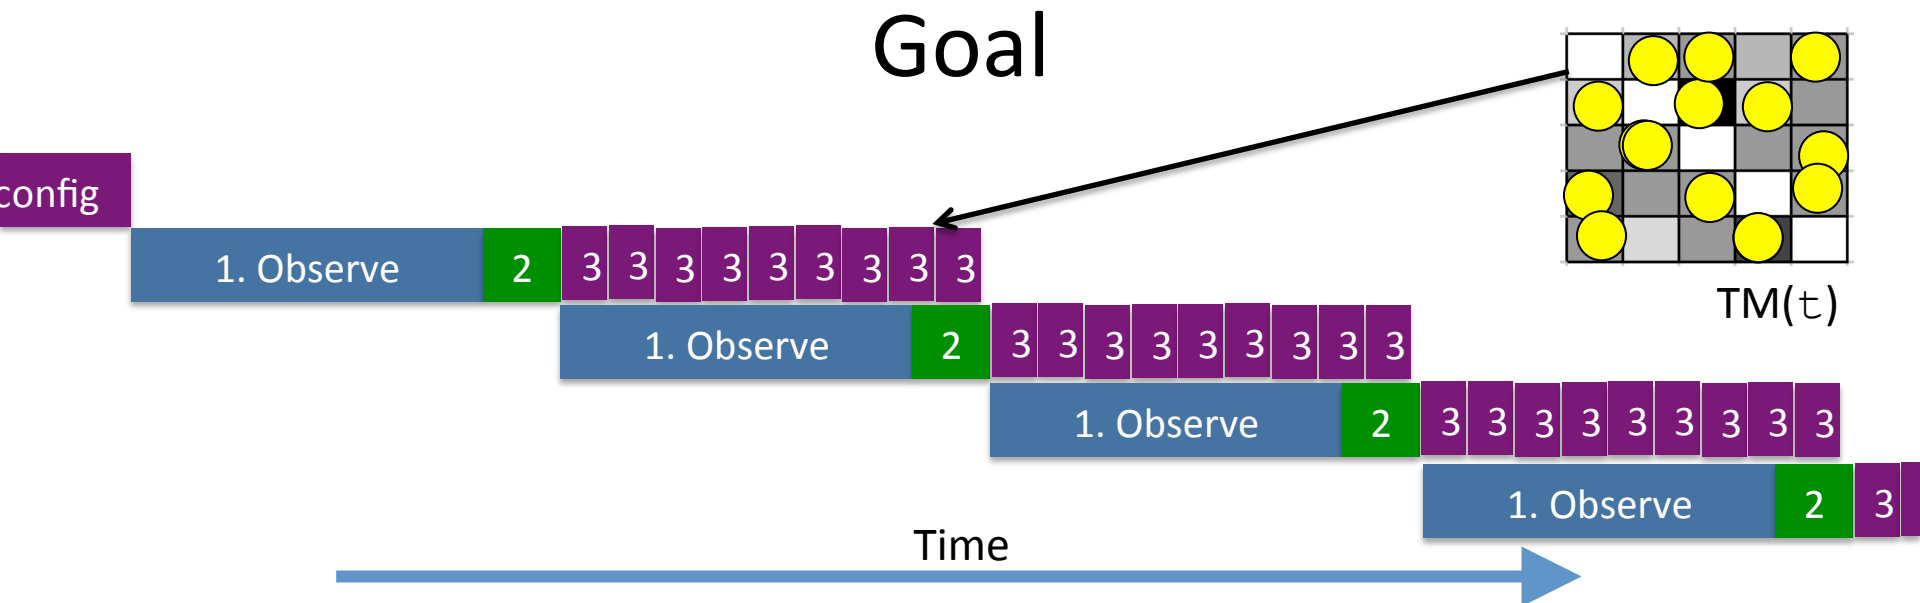 Goal
TM(t)
config
1. Observe 2 3 3 3 3 3 3 3 3 3
1. Observe 2 3 3 3 3 3 3 3 3 3
1. Observe 2 3 3 3 3 3 3 3 3 3
1. Observe 2 3
Time